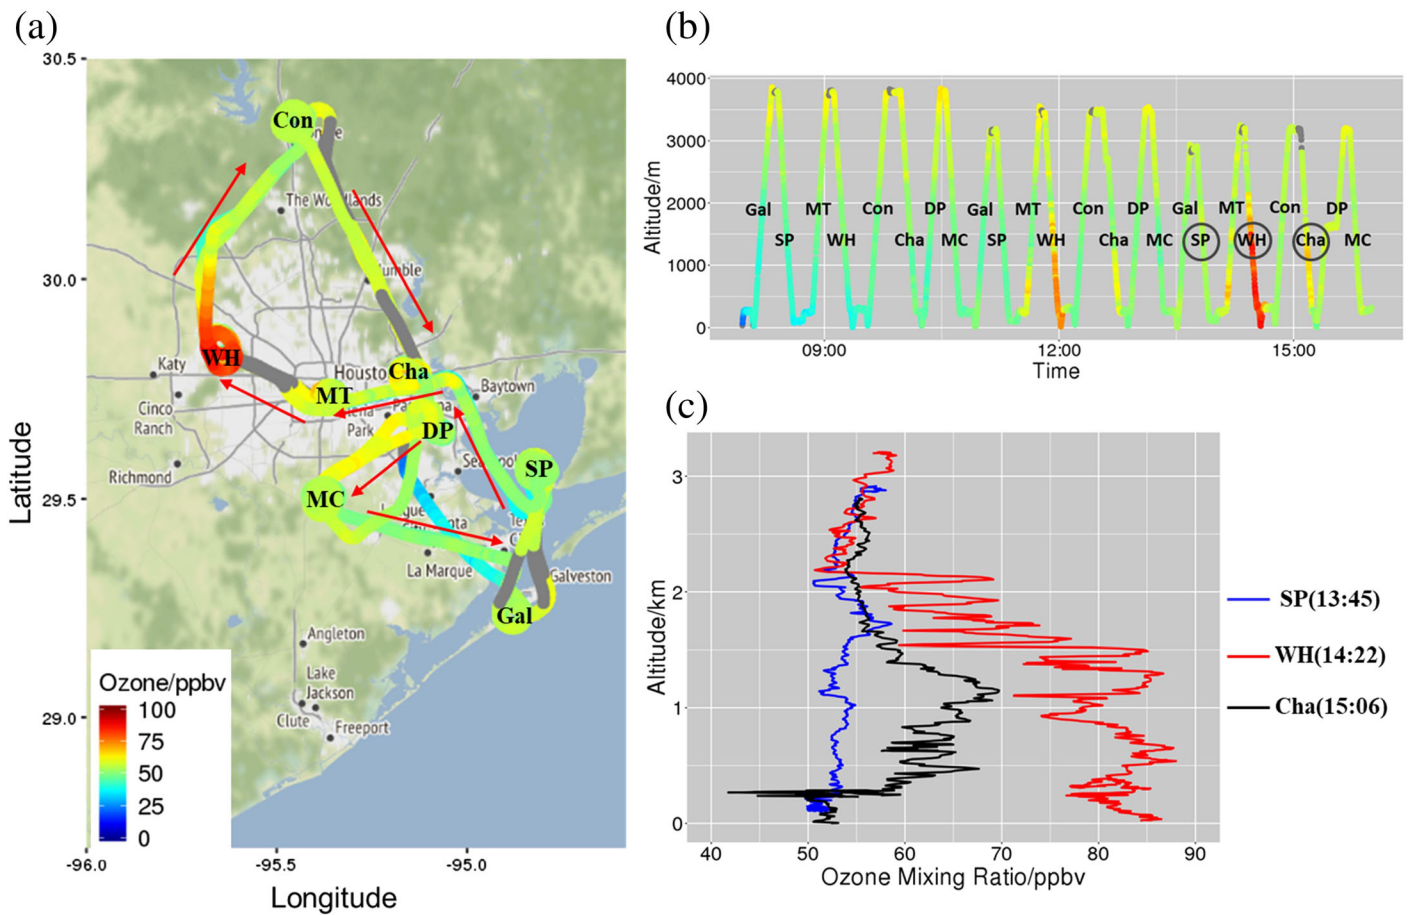 (a)
30.5
30.0
29.5
29.0
Latitude
-96.0
-95.5
-95.0
Longitude
Con
The Woodlands
Humble
WH
Katy
Houston
Cha
MT
Baytown
Cinco
Ranch
Park
DP
Richmond
SP
MC
La Marque
Galveston
Gal
Angleton
Lake
Jackson
Clute
Freeport
Ozone/ppbv
100
75
50
25
0
(b)
4000
3000
2000
1000
0
Altitude/m
Gal MT Con DP Gal MT Con DP Gal MT Con DP
SP WH Cha MC SP WH Cha MC SP WH Cha MC
09:00 12:00 15:00
Time
(c)
3
2
1
0
Altitude/km
40 50 60 70 80 90
Ozone Mixing Ratio/ppbv
SP(13:45)
WH(14:22)
Cha(15:06)